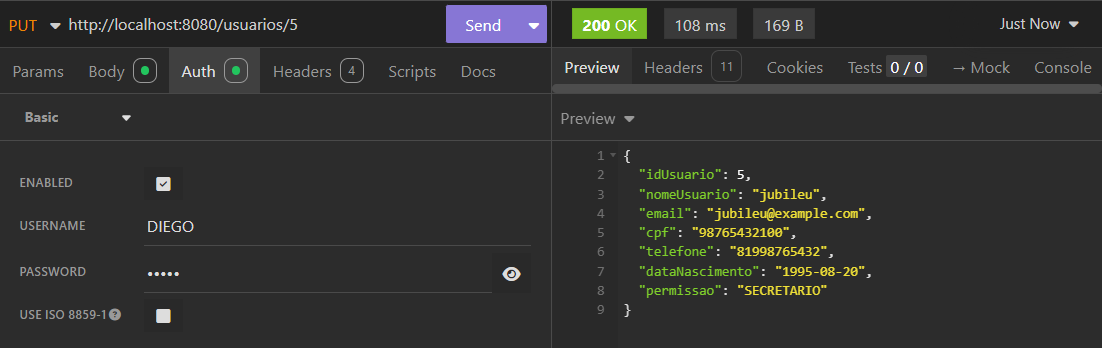 PUT http://localhost:8080/usuarios/5 Send
200 OK 108 ms 169 B Just Now
Params Body Auth Headers 4 Scripts Docs
Preview Headers 11 Cookies Tests 0 / 0 → Mock Console
Basic
ENABLED
USERNAME DIEGO
PASSWORD •••••
USE ISO 8859-1 ?
Preview
1 {
2 "idUsuario": 5,
3 "nomeUsuario": "jubileu",
4 "email": "jubileu@example.com",
5 "cpf": "98765432100",
6 "telefone": "81998765432",
7 "dataNascimento": "1995-08-20",
8 "permissao": "SECRETARIO"
9 }